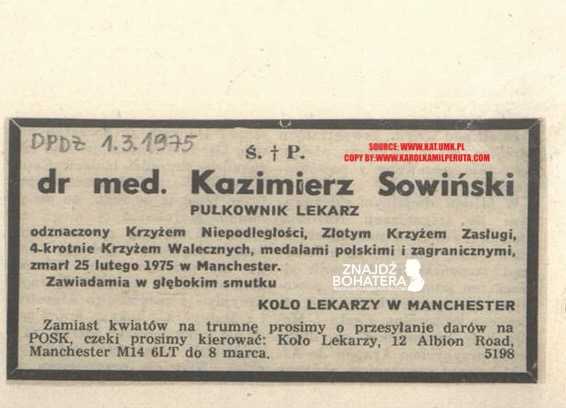 DPDZ 1.3.1975
SOURCE: WWW.KAT.UMK.PL
COPY BY:WWW.KAROLKAMILPERUTA.COM
Ś. † P.
dr med. Kazimierz Sowiński
PUŁKOWNIK LEKARZ
odznaczony Krzyżem Niepodległości, Złotym Krzyżem Zasługi,
4-krotnie Krzyżem Walecznych, medalami polskimi i zagranicznymi,
zmarł 25 lutego 1975 w Manchester.
Zawiadamia w głębokim smutku
ZNAJDŹ
BOHATERA
WWW.KAROLKAMILPERUTA.COM
KOŁO LEKARZY W MANCHESTER
Zamiast kwiatów na trumnę prosimy o przesyłanie darów na
POSK, czeki prosimy kierować: Koło Lekarzy, 12 Albion Road,
Manchester M14 6LT do 8 marca. 5198